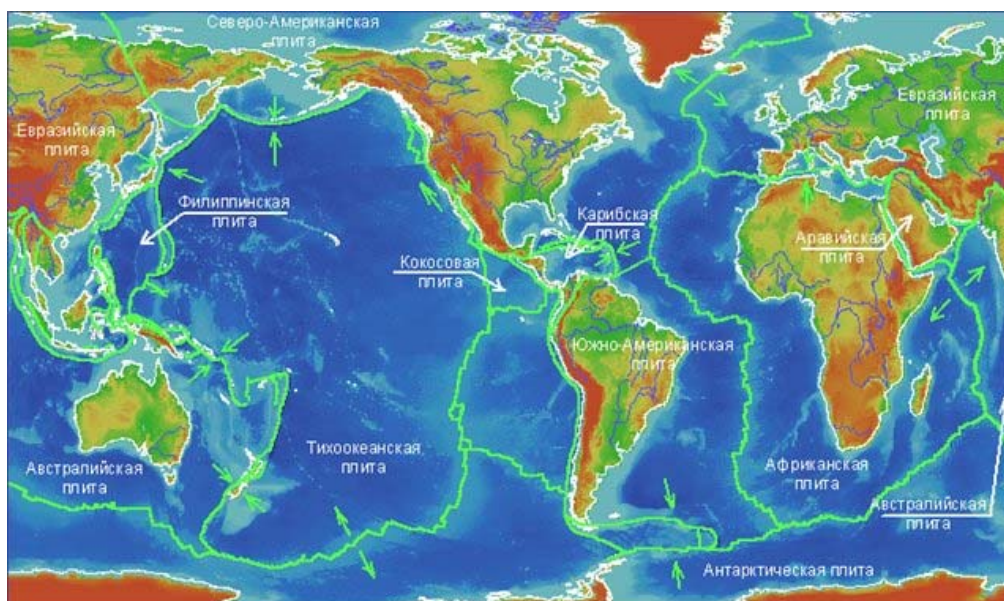 Северо-Американская
плита
Евразийская
плита
Евразийская
плита
Филиппинская
плита
Карибская
плита
Аравийская
плита
Кокосовая
плита
Южно-Американская
плита
Тихоокеанская
плита
Австралийская
плита
Африканская
плита
Австралийская
плита
Антарктическая плита